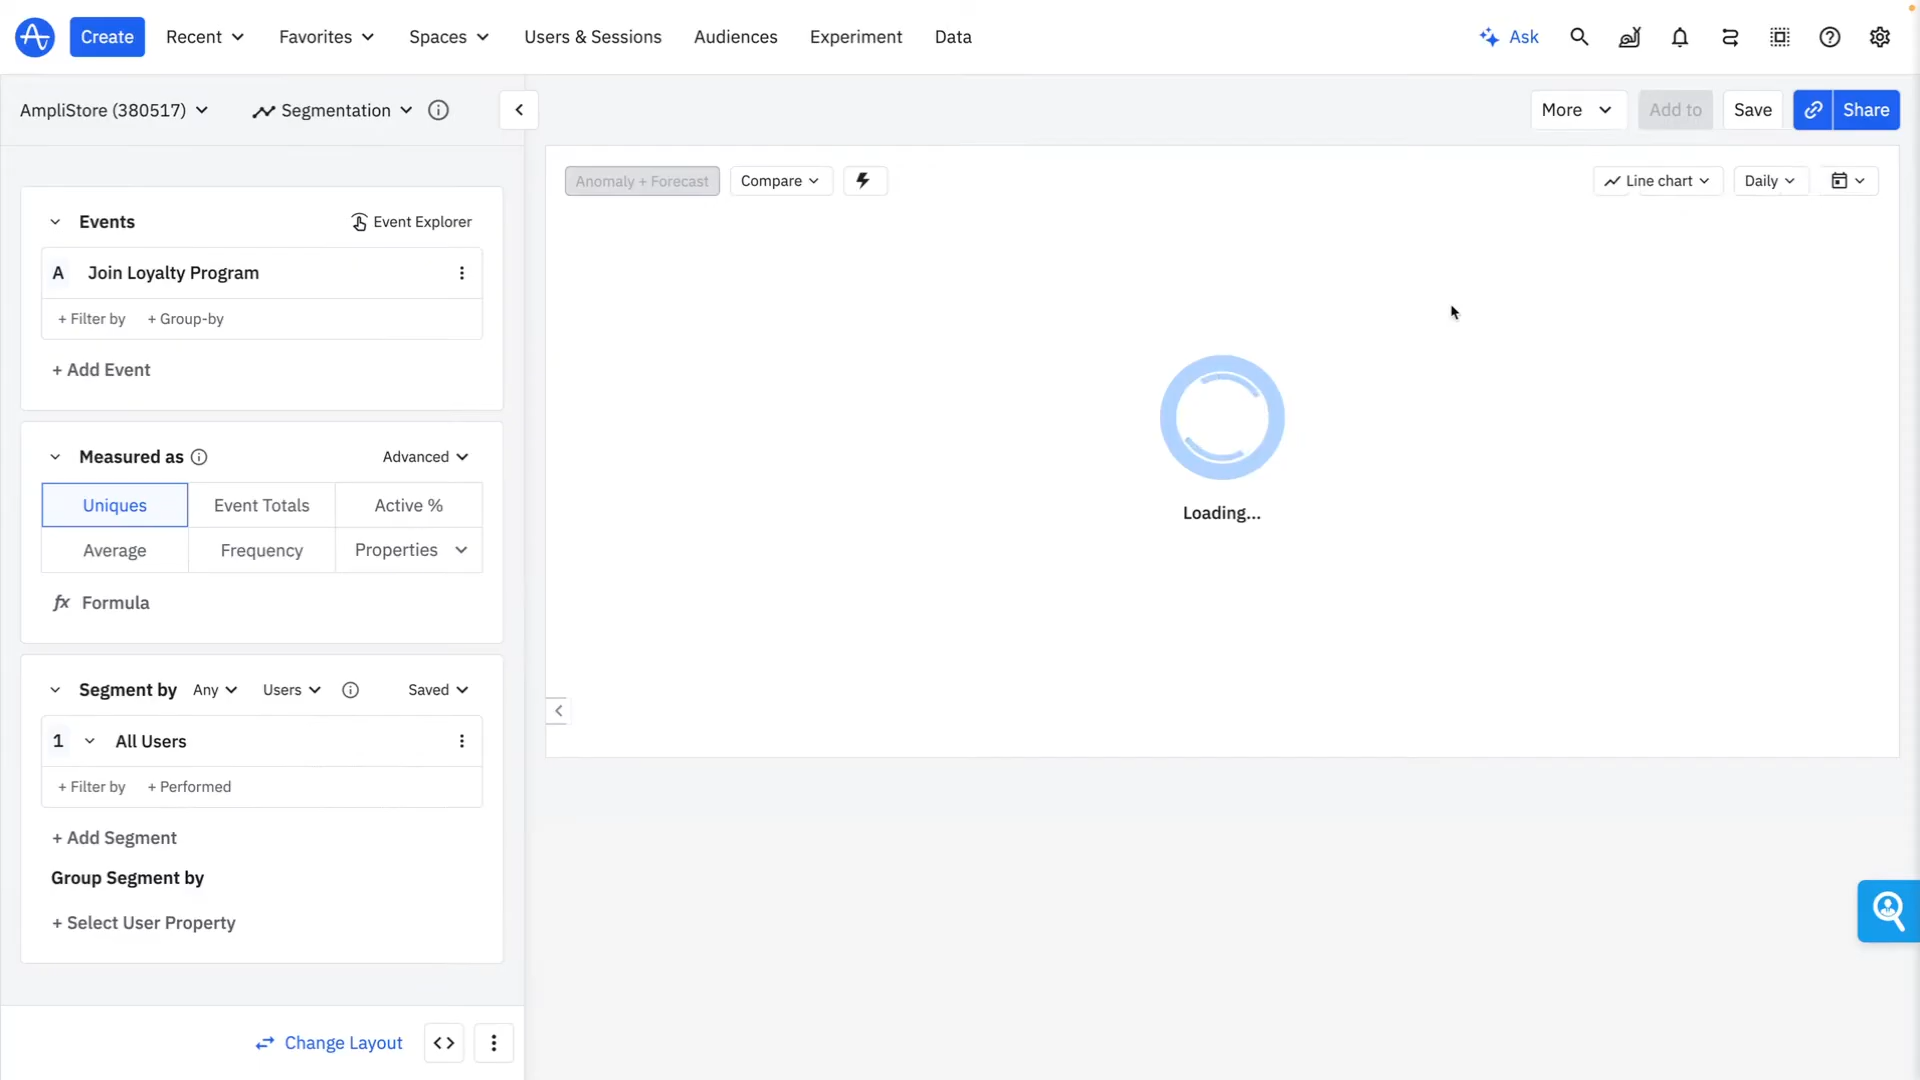 Create Recent Favorites Spaces Users & Sessions Audiences Experiment Data Ask
AmpliStore (380517) Segmentation More Add to Save Share
Anomaly + Forecast Compare Line chart Daily
Events Event Explorer
A Join Loyalty Program
+ Filter by + Group-by
+ Add Event
Measured as Advanced
Uniques Event Totals Active %
Average Frequency Properties
fx Formula
Loading...
Segment by Any Users Saved
1 All Users
+ Filter by + Performed
+ Add Segment
Group Segment by
+ Select User Property
Change Layout